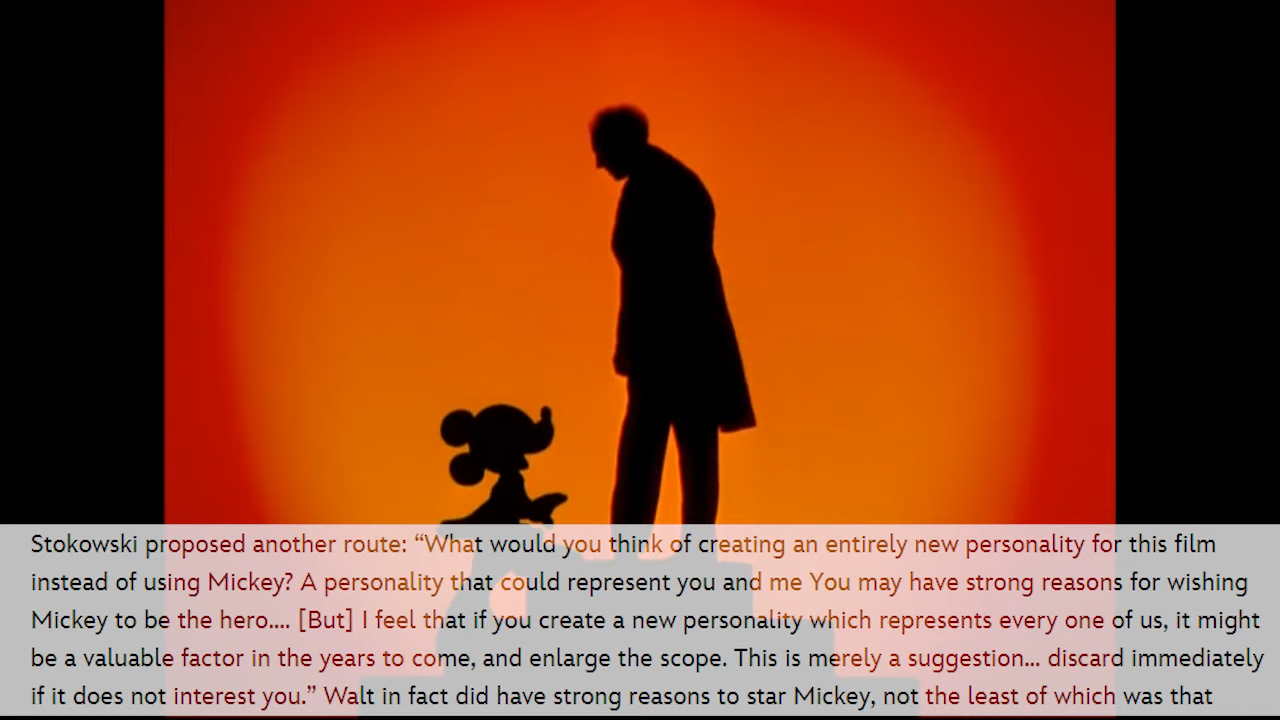 Stokowski proposed another route: “What would you think of creating an entirely new personality for this film
instead of using Mickey? A personality that could represent you and me You may have strong reasons for wishing
Mickey to be the hero.... [But] I feel that if you create a new personality which represents every one of us, it might
be a valuable factor in the years to come, and enlarge the scope. This is merely a suggestion... discard immediately
if it does not interest you.” Walt in fact did have strong reasons to star Mickey, not the least of which was that